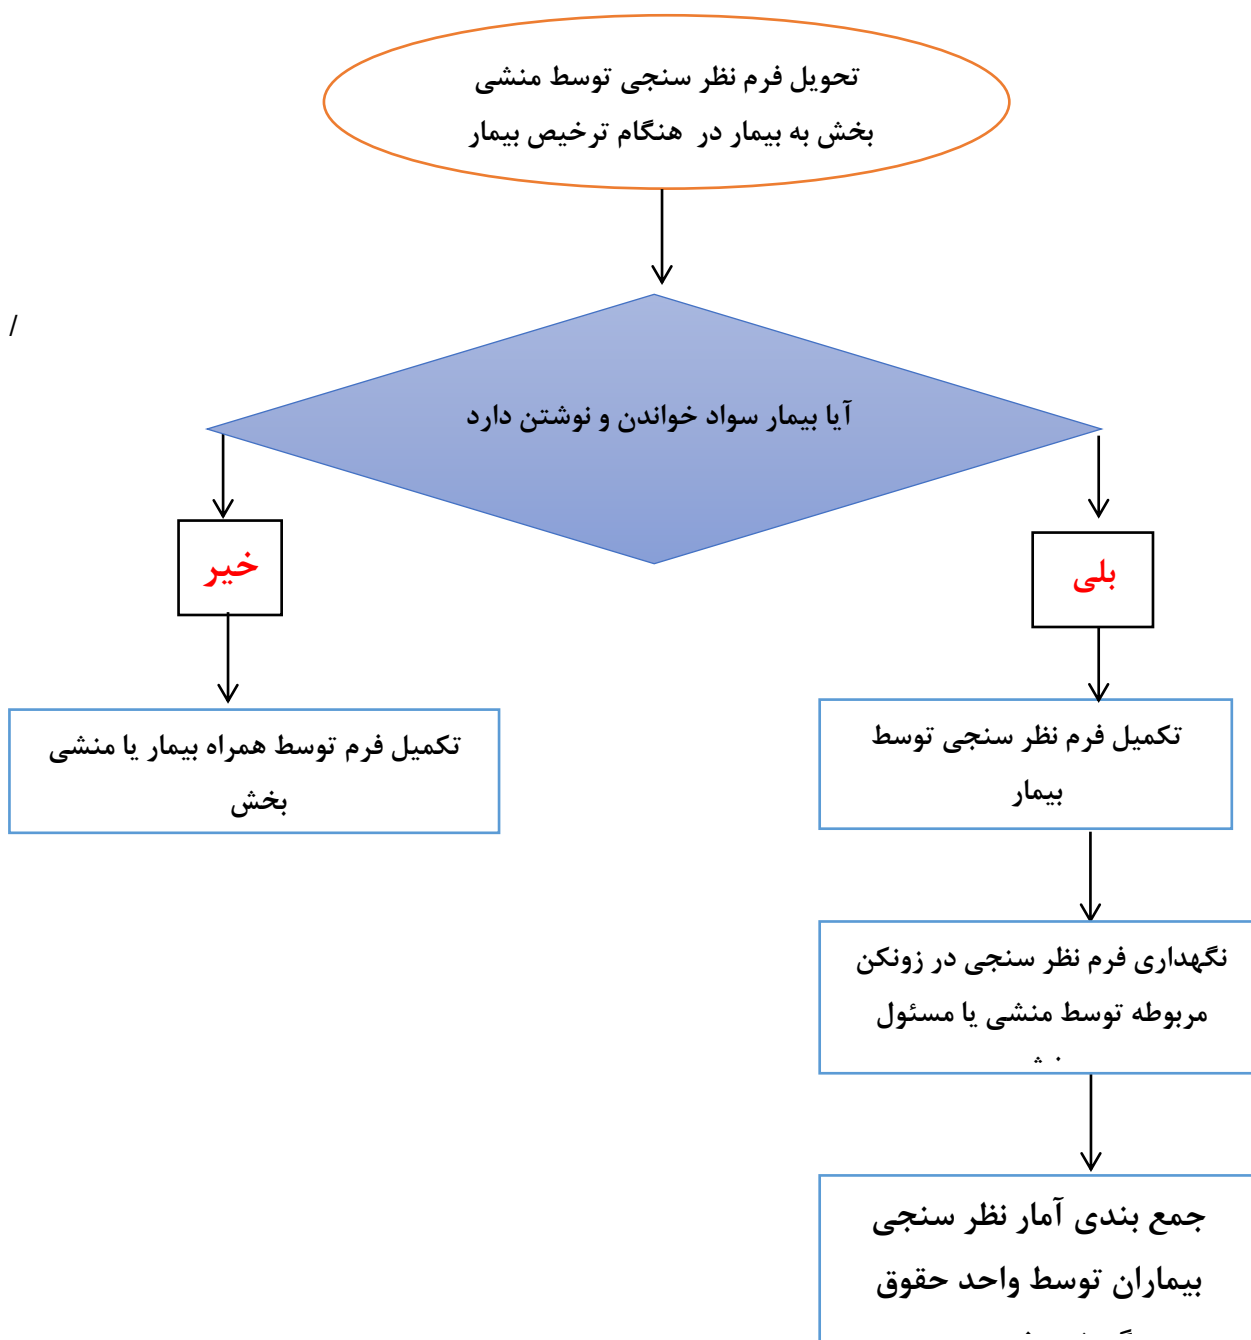 تحویل فرم نظر سنجی توسط منشی
بخش به بیمار در هنگام ترخیص بیمار
/
آیا بیمار سواد خواندن و نوشتن دارد
خیر
بلی
تکمیل فرم توسط همراه بیمار یا منشی
بخش
تکمیل فرم نظر سنجی توسط
بیمار
نگهداری فرم نظر سنجی در زونکن
مربوطه توسط منشی یا مسئول
جمع بندی آمار نظر سنجی
بیماران توسط واحد حقوق